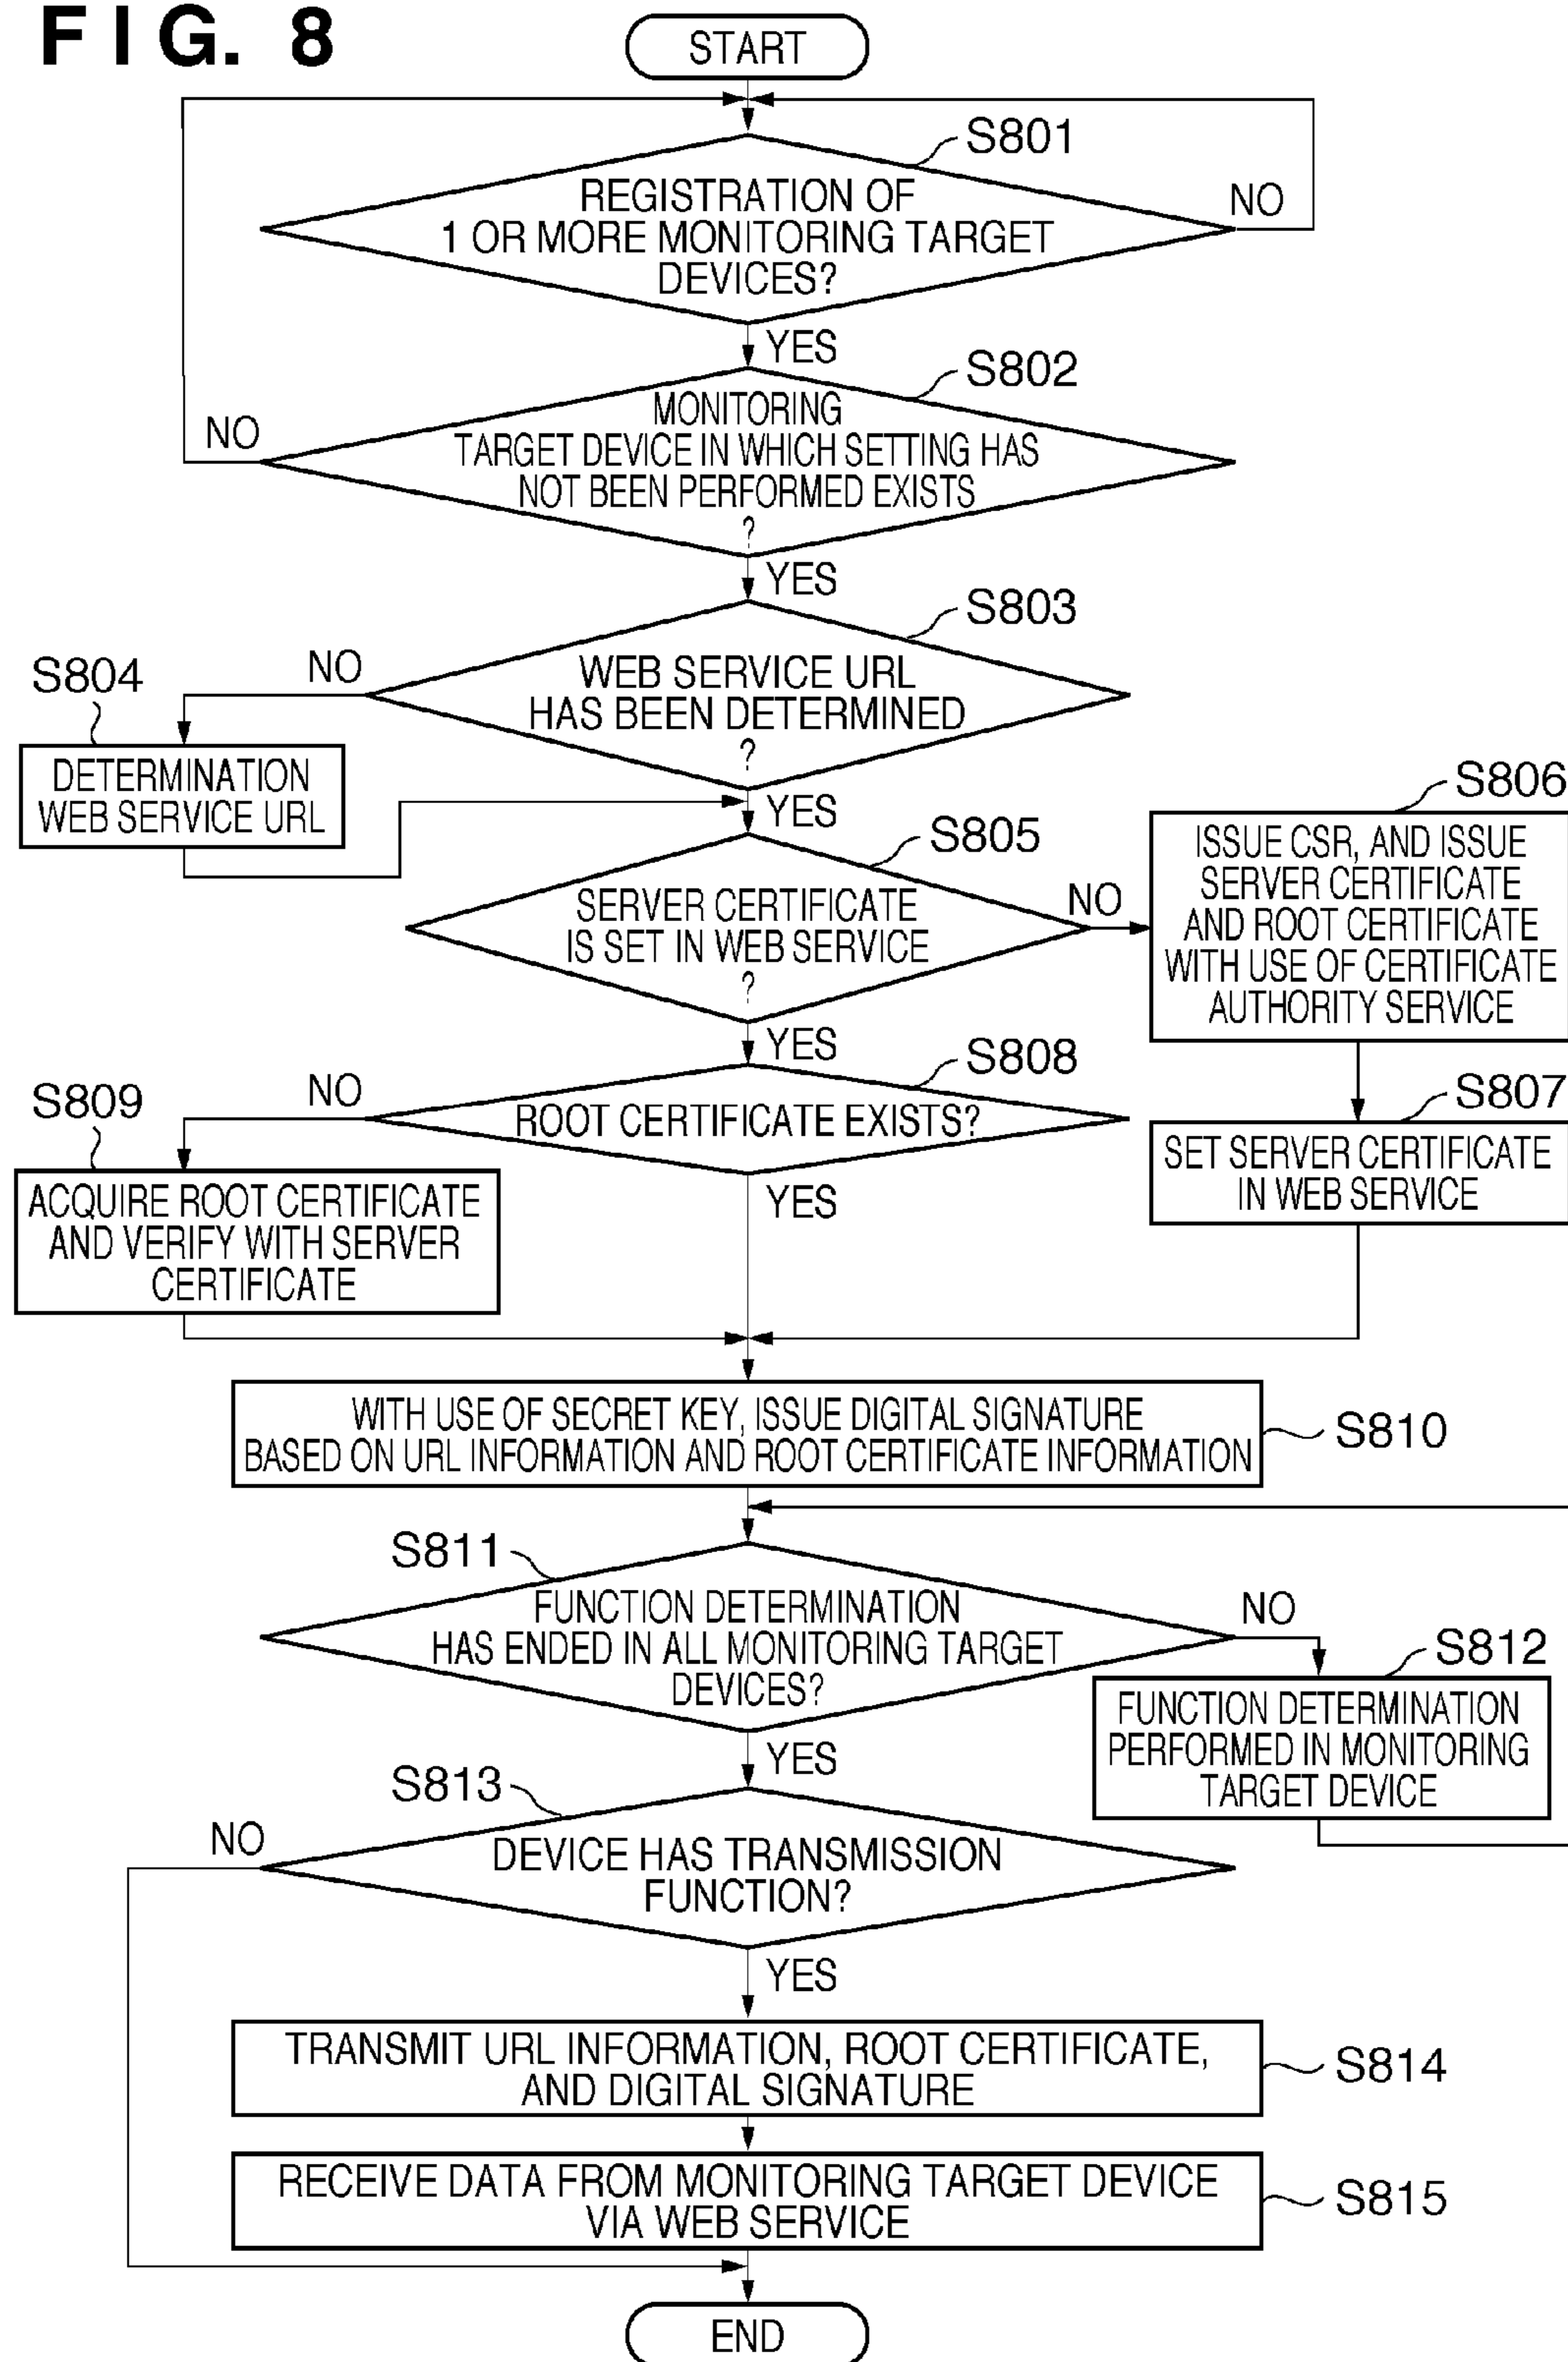 FIG. 8
START
S801
REGISTRATION OF
1 OR MORE MONITORING TARGET
DEVICES?
NO
YES
S802
MONITORING
TARGET DEVICE IN WHICH SETTING HAS
NOT BEEN PERFORMED EXISTS
?
NO
YES
S803
WEB SERVICE URL
HAS BEEN DETERMINED
?
NO
S804
DETERMINATION
WEB SERVICE URL
YES
S805
SERVER CERTIFICATE
IS SET IN WEB SERVICE
?
NO
S806
ISSUE CSR, AND ISSUE
SERVER CERTIFICATE
AND ROOT CERTIFICATE
WITH USE OF CERTIFICATE
AUTHORITY SERVICE
S807
SET SERVER CERTIFICATE
IN WEB SERVICE
YES
S808
ROOT CERTIFICATE EXISTS?
NO
S809
ACQUIRE ROOT CERTIFICATE
AND VERIFY WITH SERVER
CERTIFICATE
YES
WITH USE OF SECRET KEY, ISSUE DIGITAL SIGNATURE
BASED ON URL INFORMATION AND ROOT CERTIFICATE INFORMATION
S810
S811
FUNCTION DETERMINATION
HAS ENDED IN ALL MONITORING TARGET
DEVICES?
NO
S812
FUNCTION DETERMINATION
PERFORMED IN MONITORING
TARGET DEVICE
YES
S813
DEVICE HAS TRANSMISSION
FUNCTION?
NO
YES
TRANSMIT URL INFORMATION, ROOT CERTIFICATE,
AND DIGITAL SIGNATURE
S814
RECEIVE DATA FROM MONITORING TARGET DEVICE
VIA WEB SERVICE
S815
END